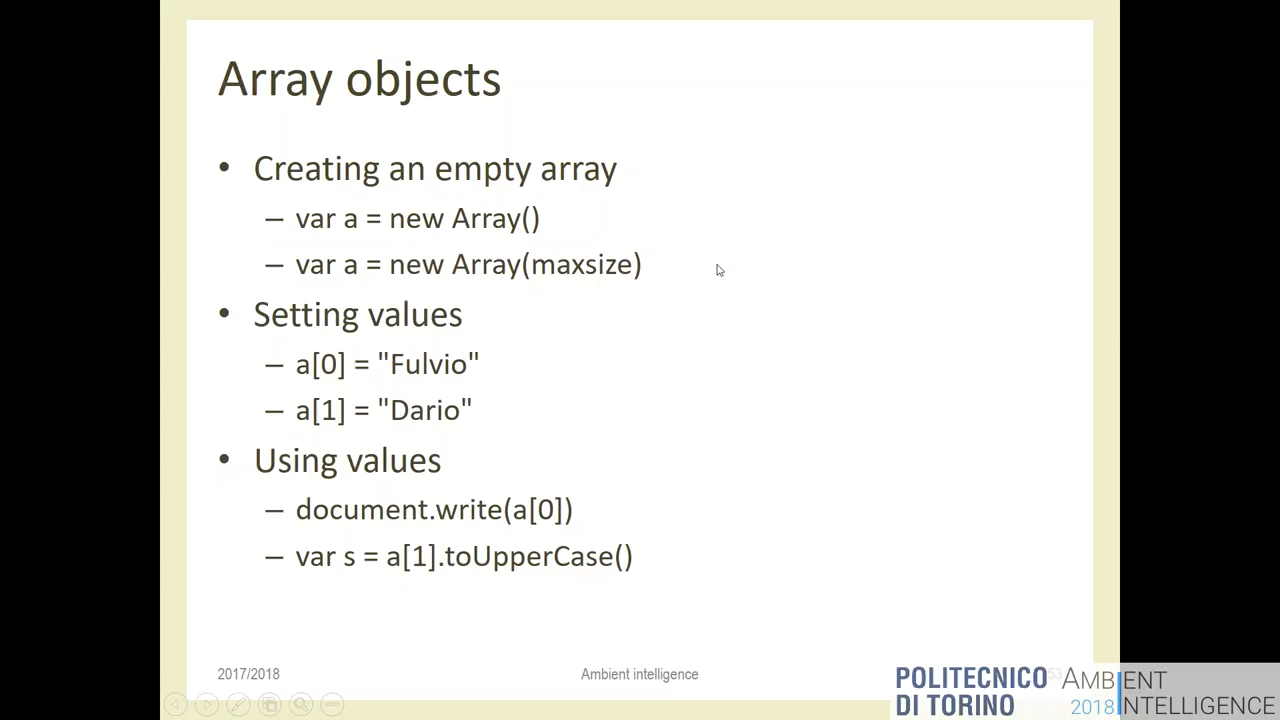 Array objects
• Creating an empty array
– var a = new Array()
– var a = new Array(maxsize)
• Setting values
– a[0] = "Fulvio"
– a[1] = "Dario"
• Using values
– document.write(a[0])
– var s = a[1].toUpperCase()
2017/2018
Ambient intelligence
53
POLITECNICO
DI TORINO
AMBIENT
2018 INTELLIGENCE